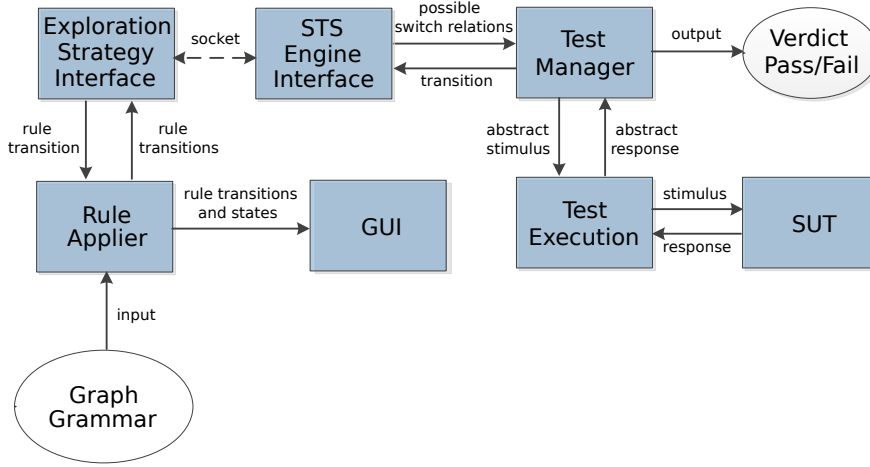 Exploration
Strategy
Interface
socket
STS
Engine
Interface
possible
switch relations
transition
Test
Manager
output
Verdict
Pass/Fail
rule
transition
rule
transitions
abstract
stimulus
abstract
response
Rule
Applier
rule transitions
and states
GUI
Test
Execution
stimulus
response
SUT
input
Graph
Grammar